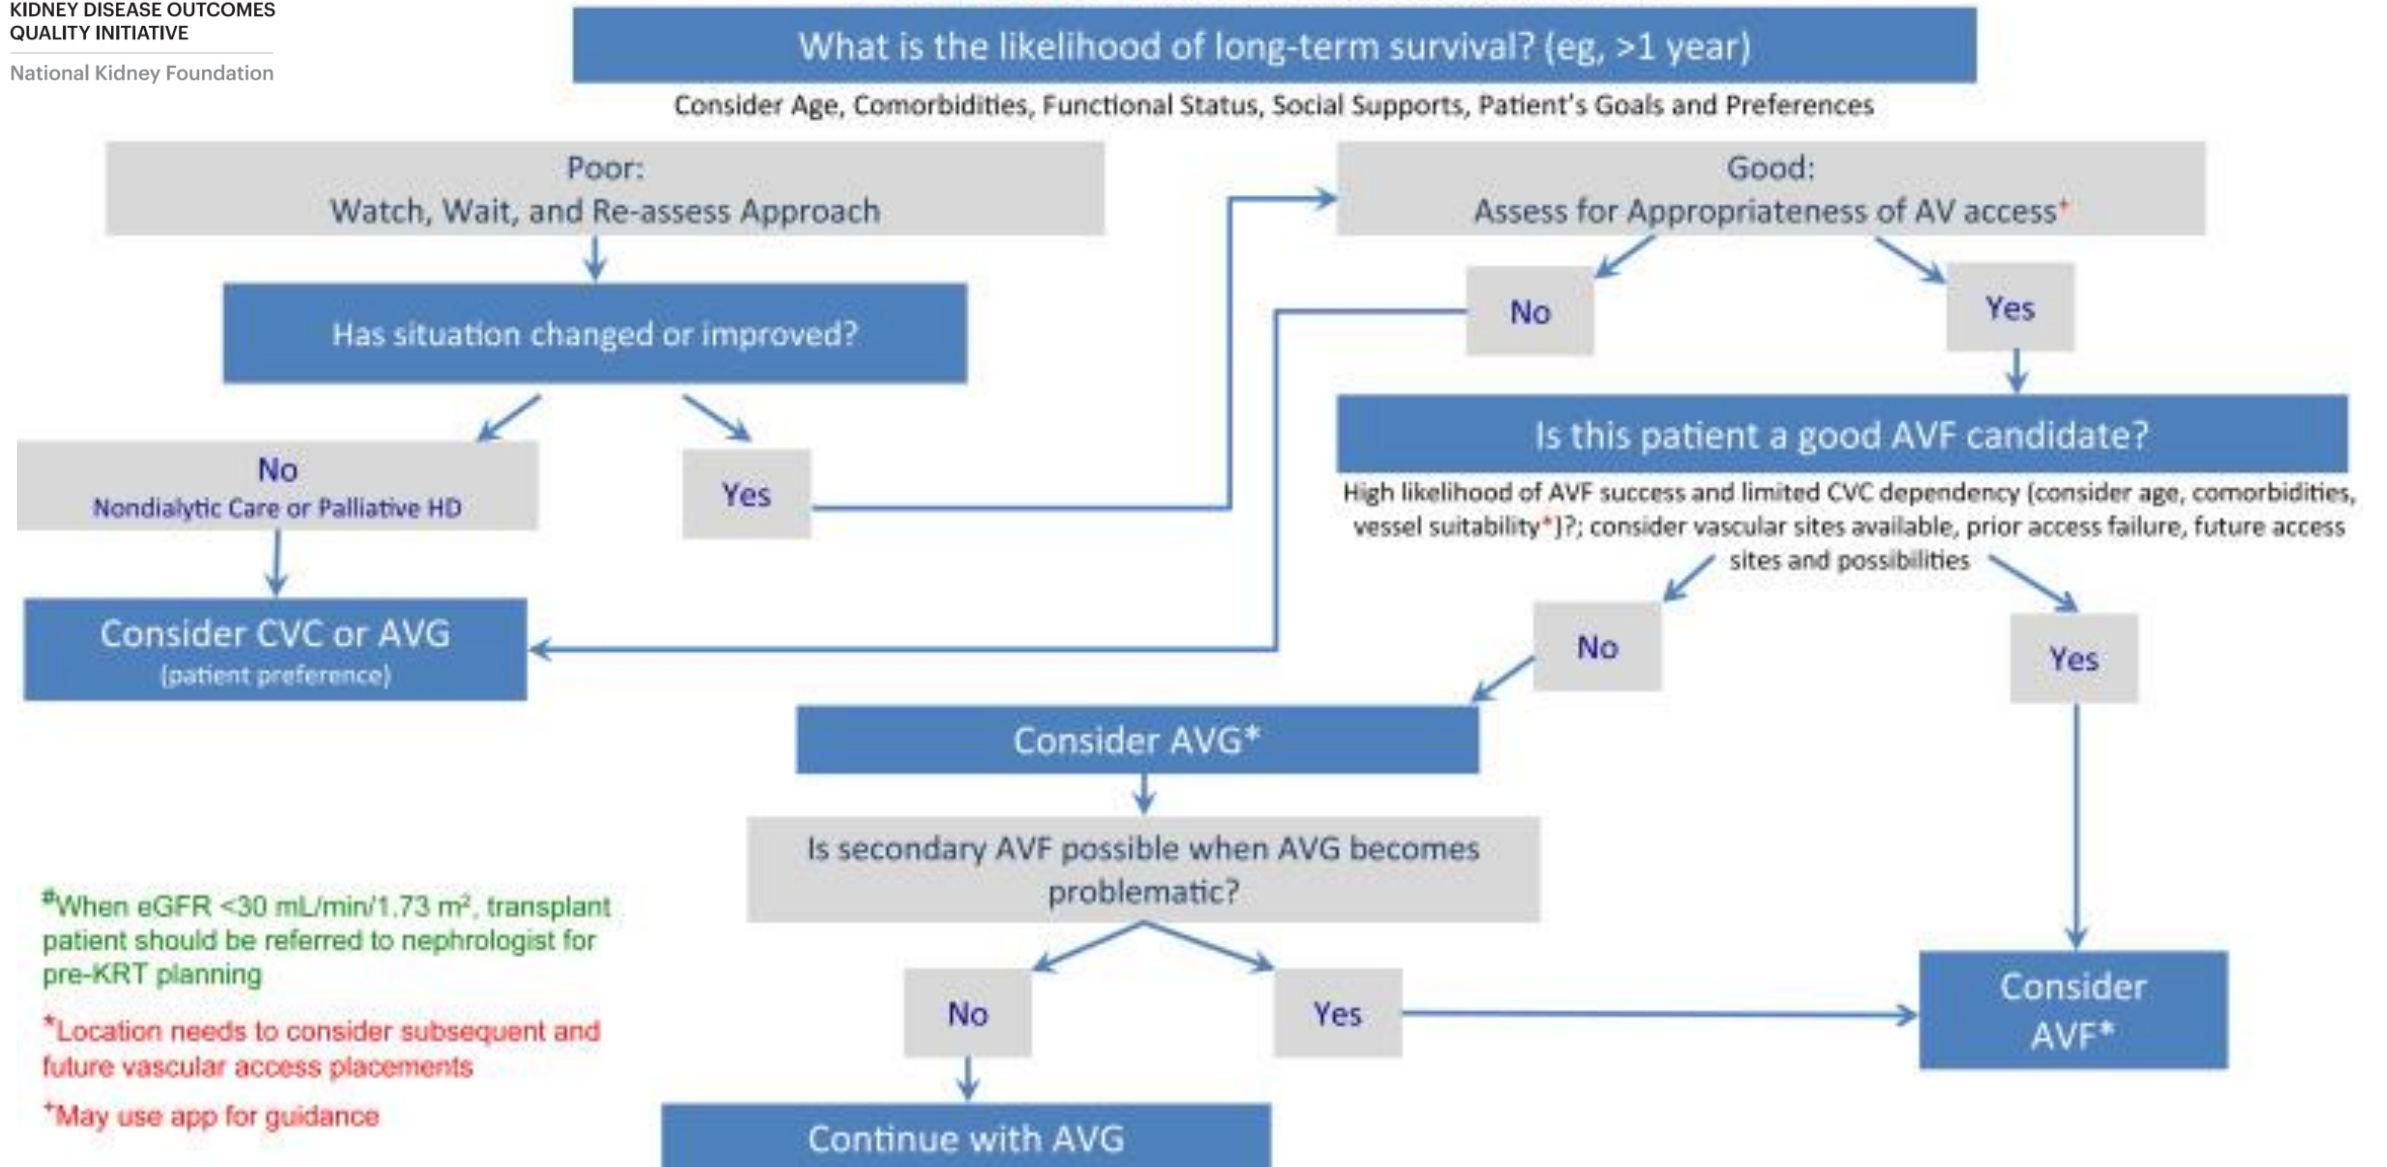 KIDNEY DISEASE OUTCOMES
QUALITY INITIATIVE
National Kidney Foundation
What is the likelihood of long-term survival? (eg, >1 year)
Consider Age, Comorbidities, Functional Status, Social Supports, Patient's Goals and Preferences
Poor:
Watch, Wait, and Re-assess Approach
Good:
Assess for Appropriateness of AV access+
Has situation changed or improved?
No
Yes
No
Nondialytic Care or Palliative HD
Yes
Is this patient a good AVF candidate?
High likelihood of AVF success and limited CVC dependency (consider age, comorbidities,
vessel suitability*)?; consider vascular sites available, prior access failure, future access
sites and possibilities
Consider CVC or AVG
(patient preference)
No
Yes
Consider AVG*
Is secondary AVF possible when AVG becomes
problematic?
No
Yes
Consider
AVF*
Continue with AVG
#When eGFR <30 mL/min/1.73 m², transplant
patient should be referred to nephrologist for
pre-KRT planning
*Location needs to consider subsequent and
future vascular access placements
+May use app for guidance